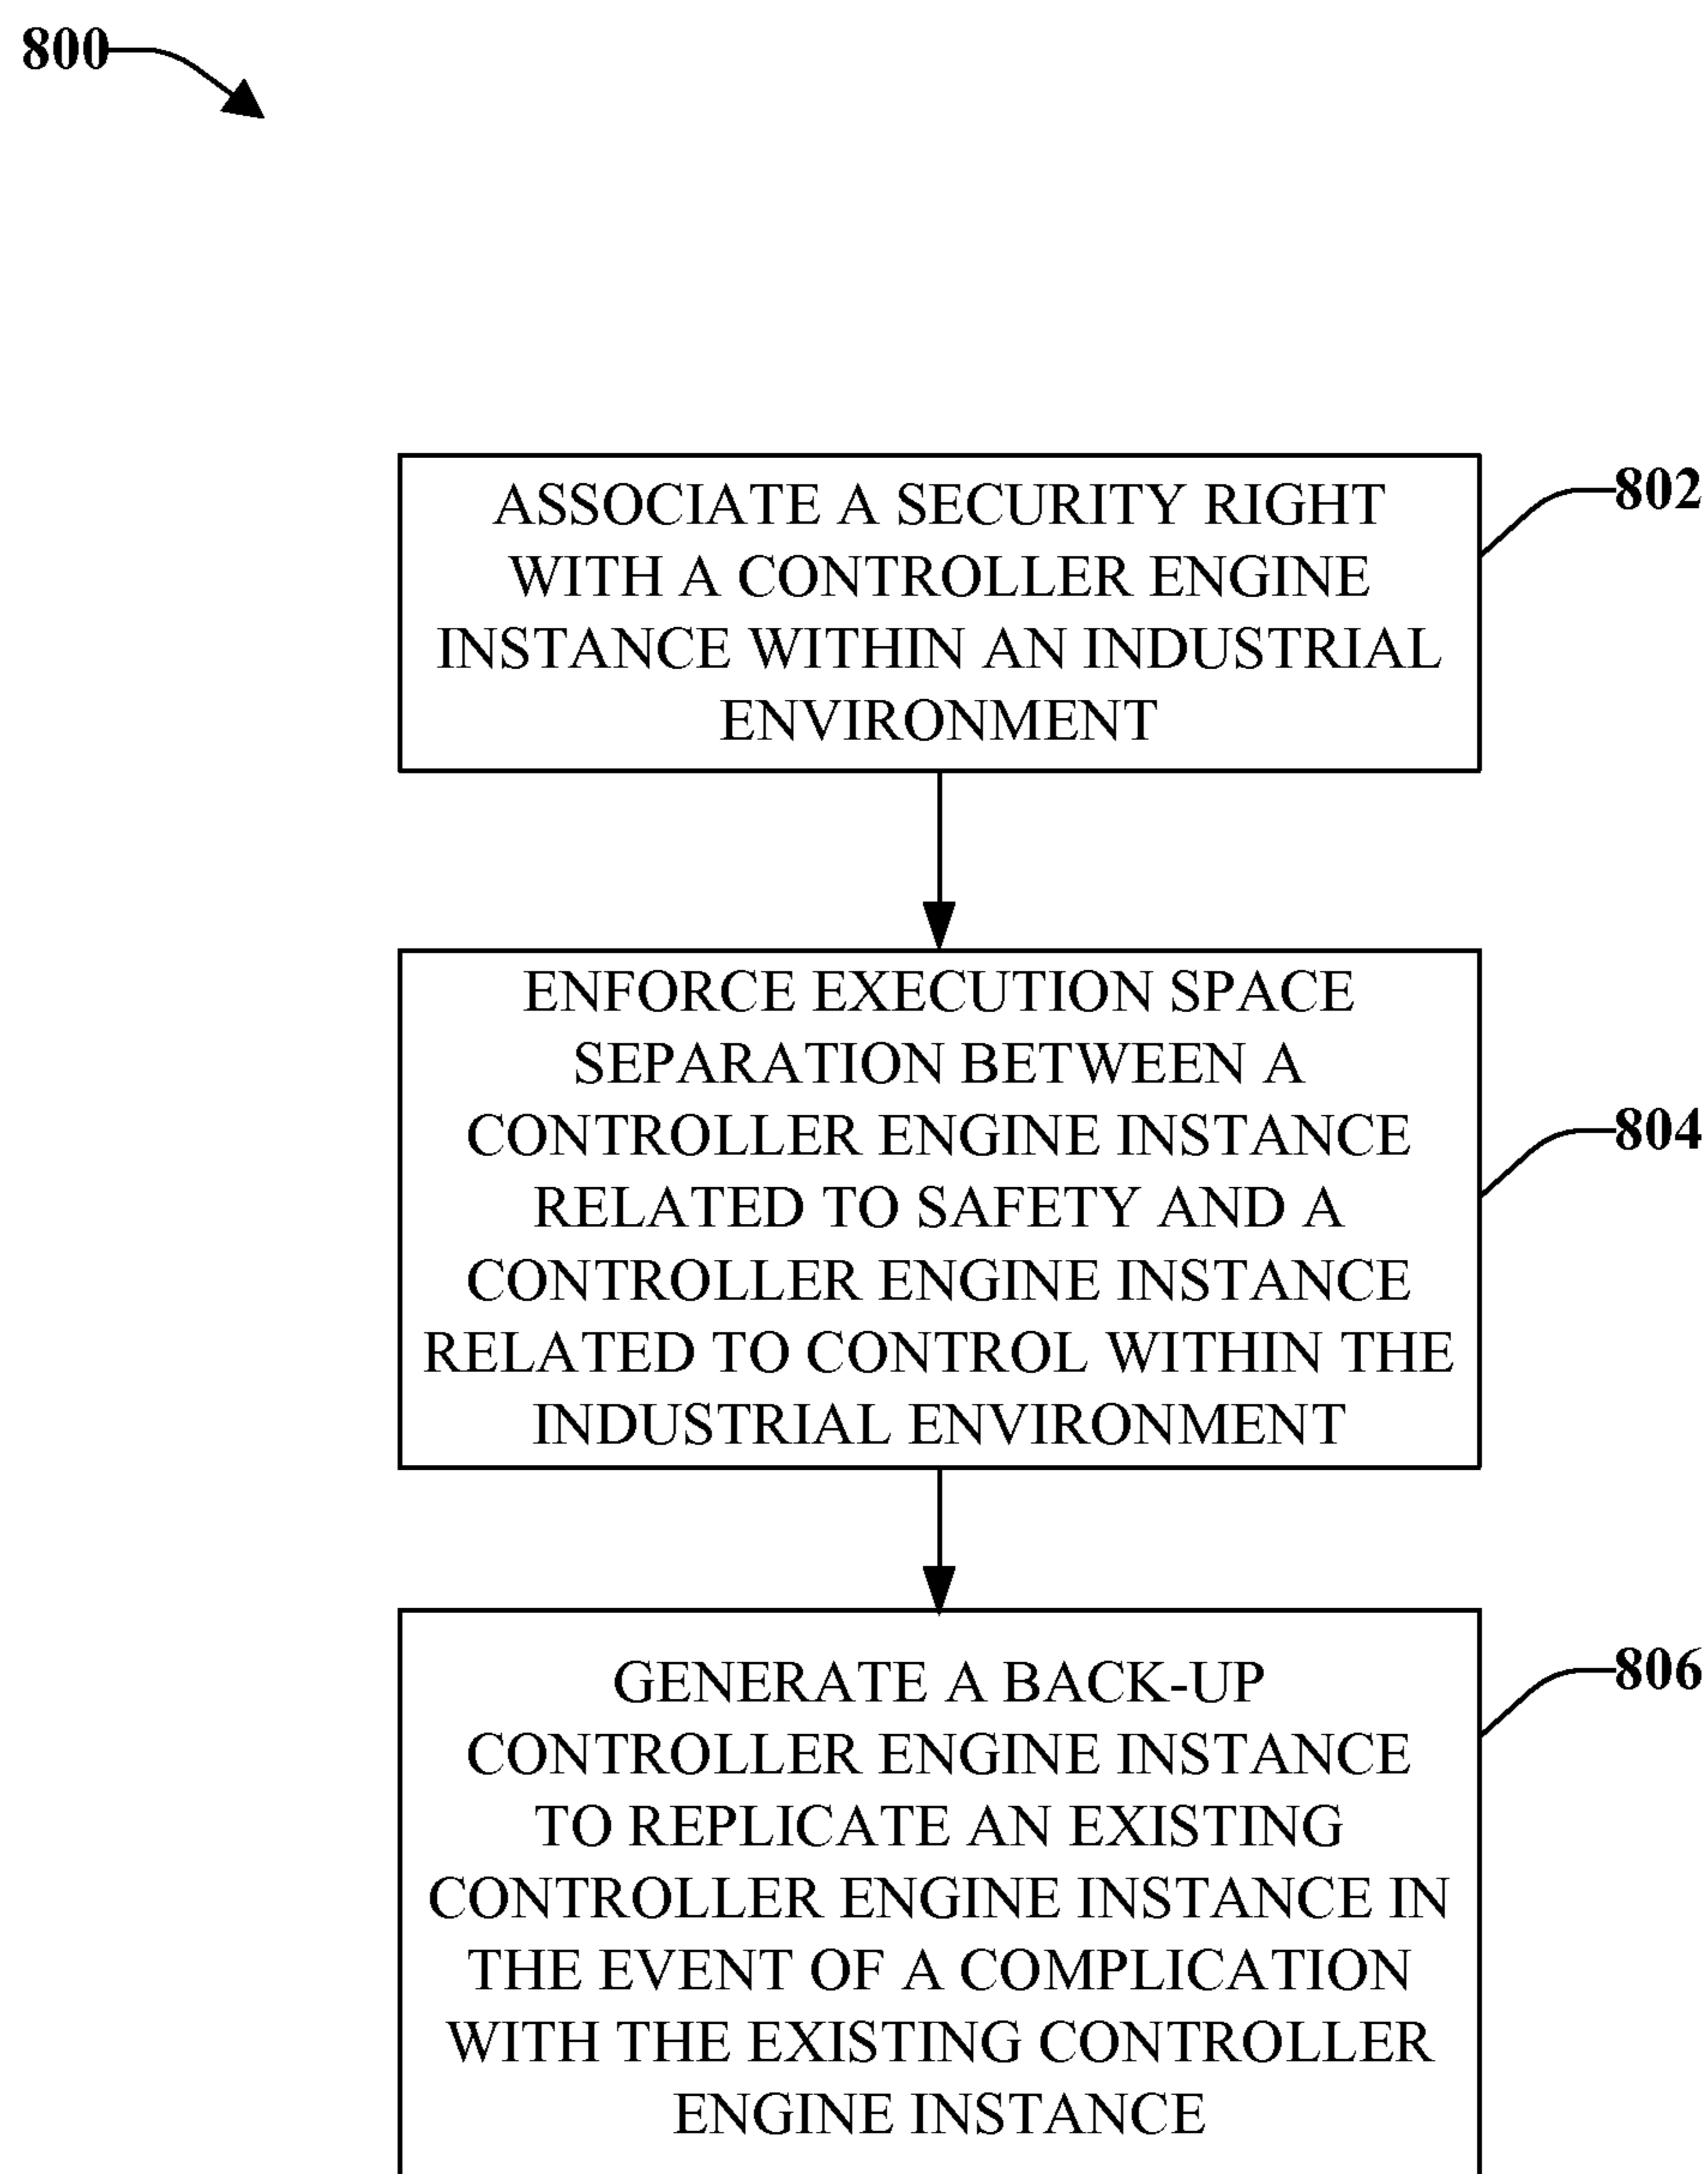 800
ASSOCIATE A SECURITY RIGHT
WITH A CONTROLLER ENGINE
INSTANCE WITHIN AN INDUSTRIAL
ENVIRONMENT
802
ENFORCE EXECUTION SPACE
SEPARATION BETWEEN A
CONTROLLER ENGINE INSTANCE
RELATED TO SAFETY AND A
CONTROLLER ENGINE INSTANCE
RELATED TO CONTROL WITHIN THE
INDUSTRIAL ENVIRONMENT
804
GENERATE A BACK-UP
CONTROLLER ENGINE INSTANCE
TO REPLICATE AN EXISTING
CONTROLLER ENGINE INSTANCE IN
THE EVENT OF A COMPLICATION
WITH THE EXISTING CONTROLLER
ENGINE INSTANCE
806